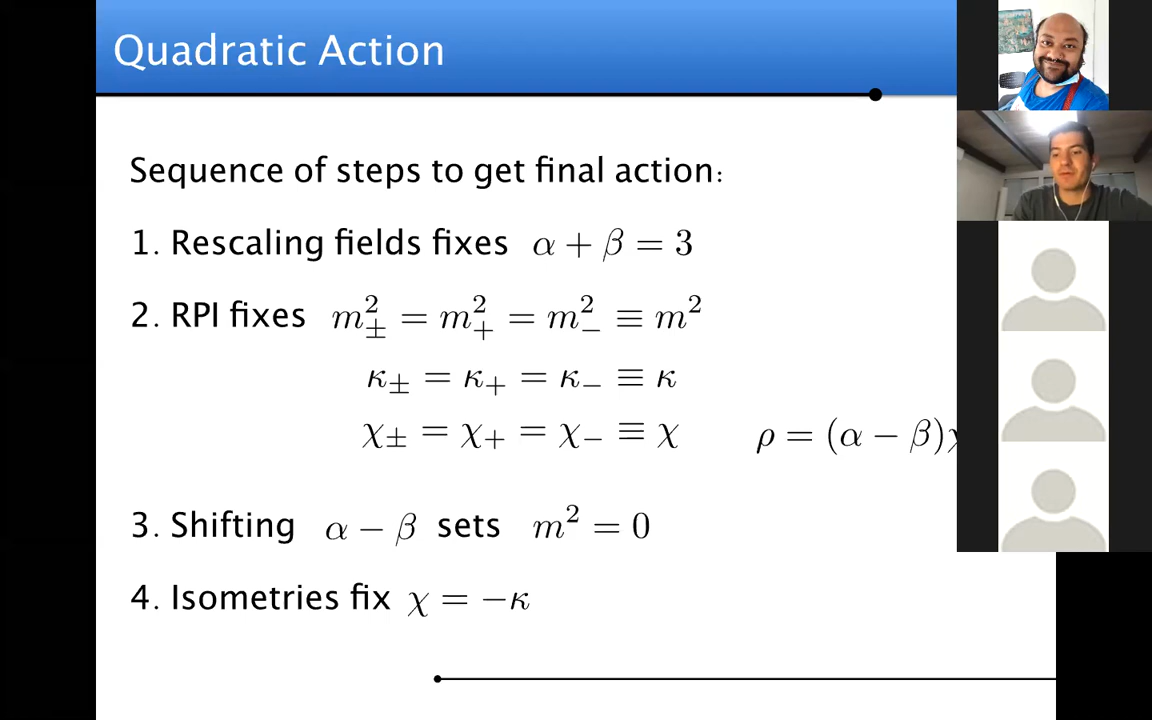 Quadratic Action
Sequence of steps to get final action:
1. Rescaling fields fixes α + β = 3
2. RPI fixes m²± = m²₊ = m²₋ ≡ m²
κ± = κ₊ = κ₋ ≡ κ
χ± = χ₊ = χ₋ ≡ χ ρ = (α − β)
3. Shifting α − β sets m² = 0
4. Isometries fix χ = −κ